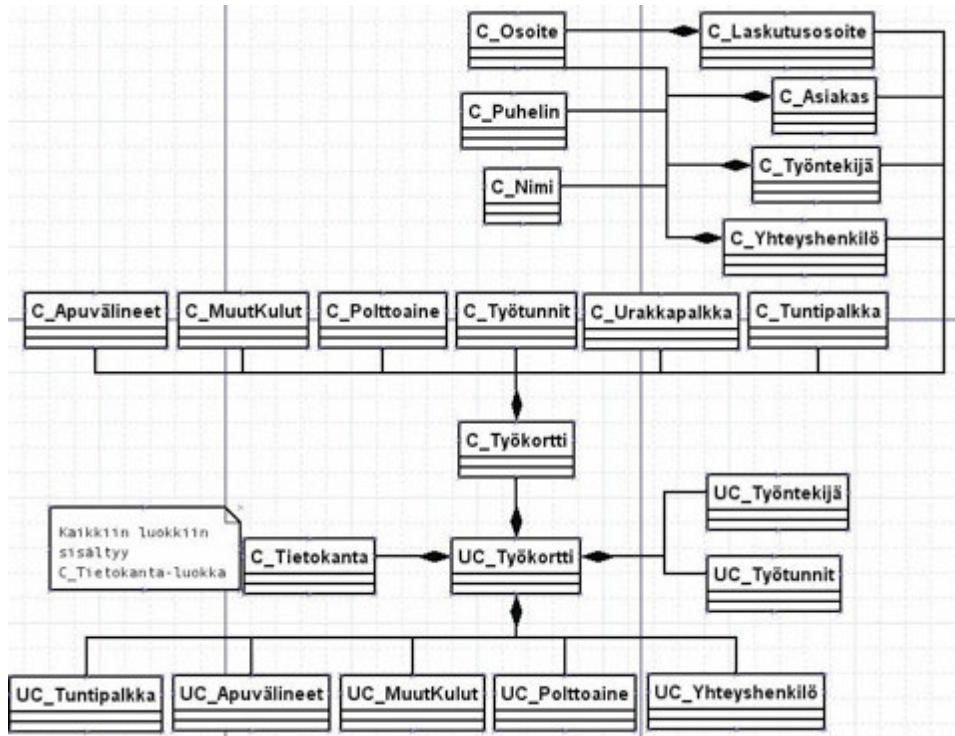 C_Osoite
C_Laskutusosoite
C_Asiakas
C_Puhelin
C_Työntekijä
C_Nimi
C_Yhteyshenkilö
C_Apuvälineet
C_MuutKulut
C_Polttoaine
C_Työtunnit
C_Urakkapalkka
C_Tuntipalkka
C_Työkortti
UC_Työntekijä
Kaikkiin luokkiin
sisältyy
C_Tietokanta-luokka
C_Tietokanta
UC_Työkortti
UC_Työtunnit
UC_Tuntipalkka
UC_Apuvälineet
UC_MuutKulut
UC_Polttoaine
UC_Yhteyshenkilö